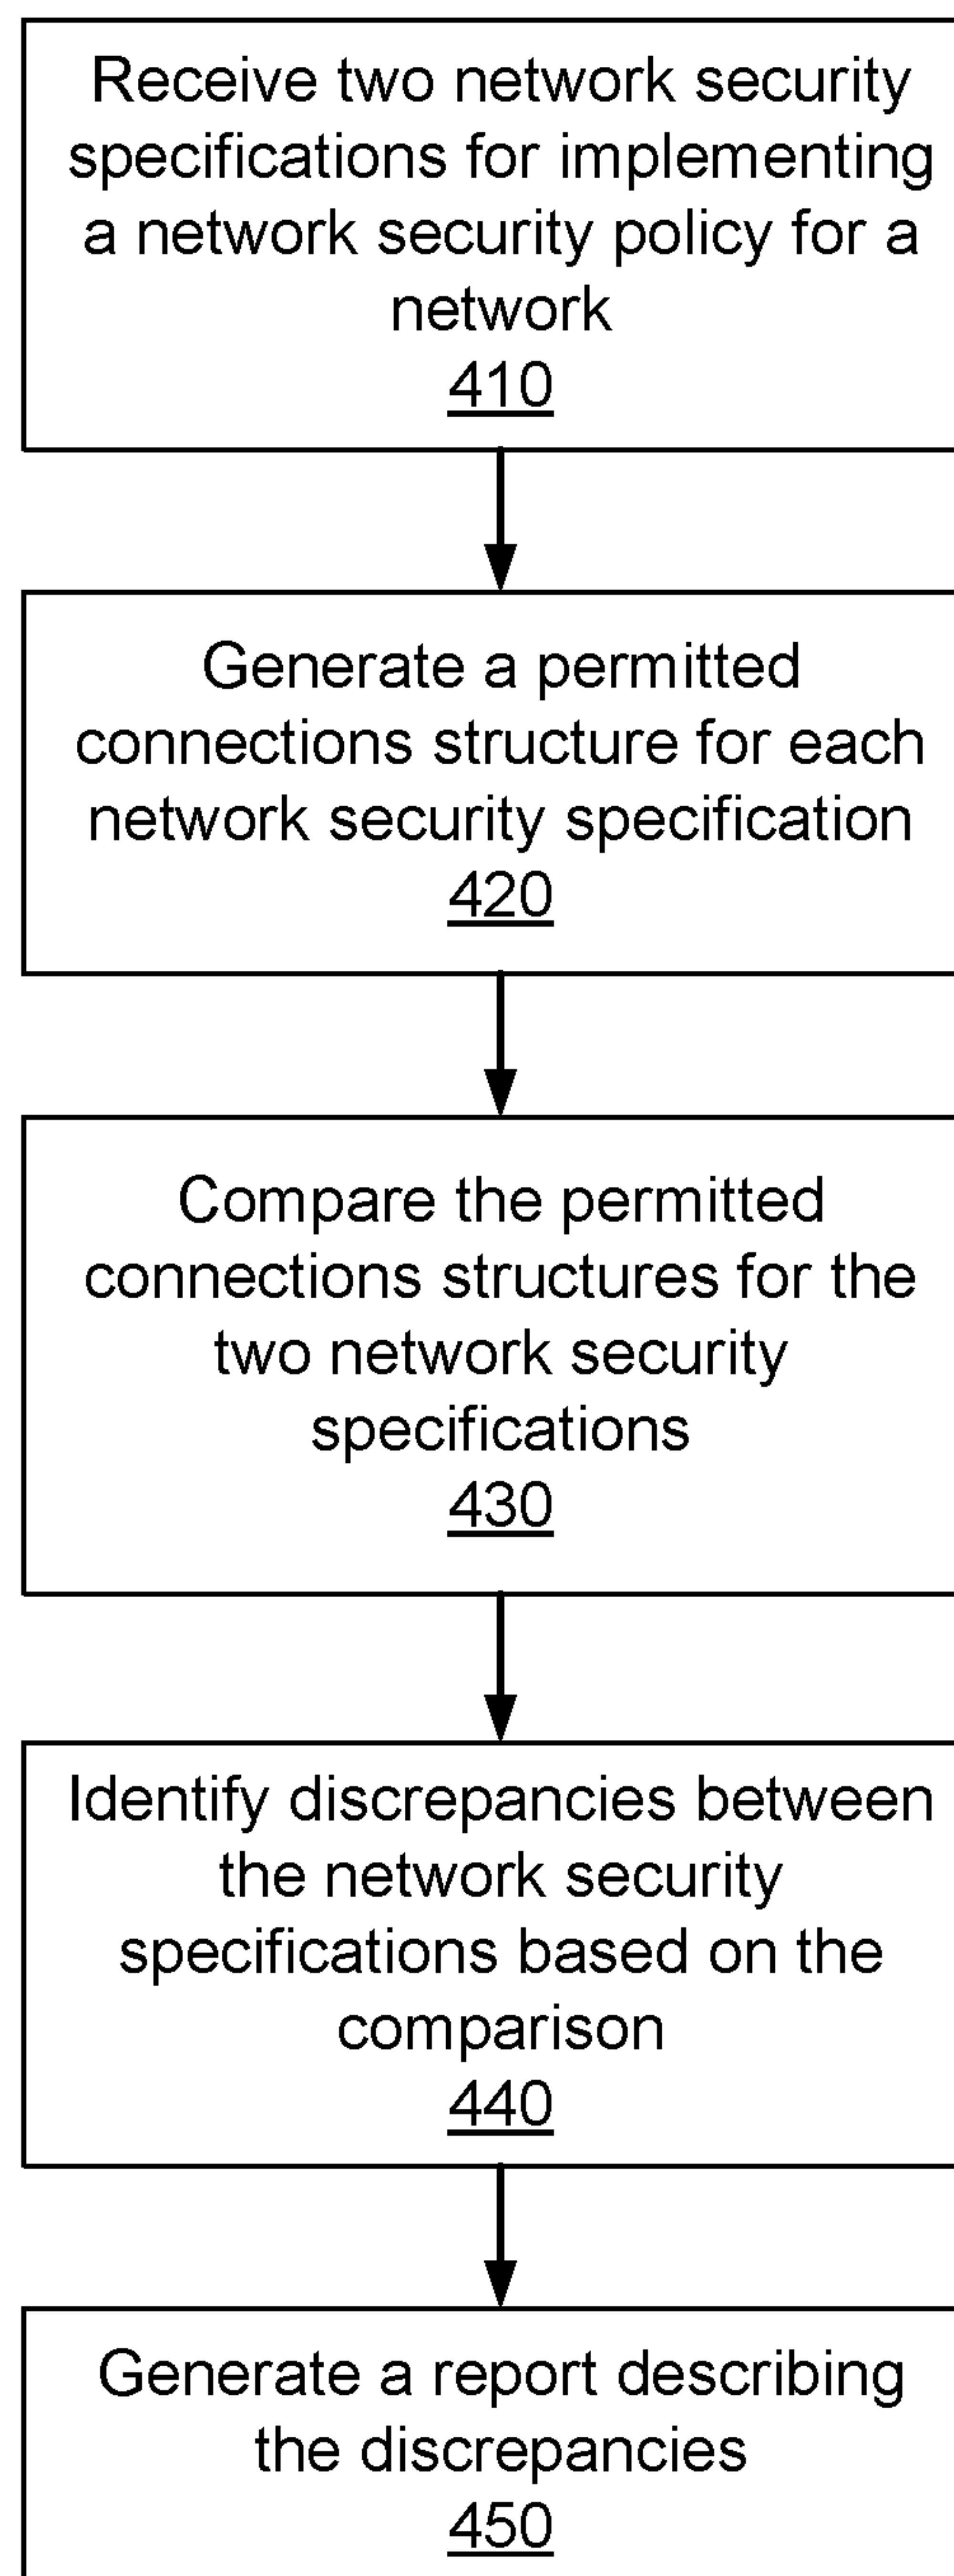 Receive two network security
specifications for implementing
a network security policy for a
network
410
Generate a permitted
connections structure for each
network security specification
420
Compare the permitted
connections structures for the
two network security
specifications
430
Identify discrepancies between
the network security
specifications based on the
comparison
440
Generate a report describing
the discrepancies
450